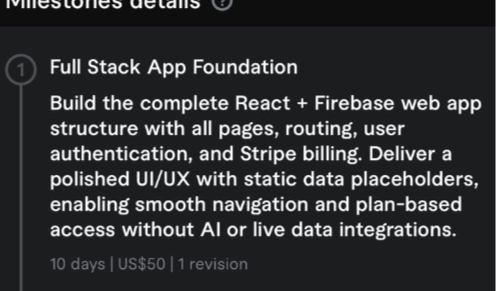 Milestones details ?
1
Full Stack App Foundation
Build the complete React + Firebase web app
structure with all pages, routing, user
authentication, and Stripe billing. Deliver a
polished UI/UX with static data placeholders,
enabling smooth navigation and plan-based
access without AI or live data integrations.
10 days | US$50 | 1 revision